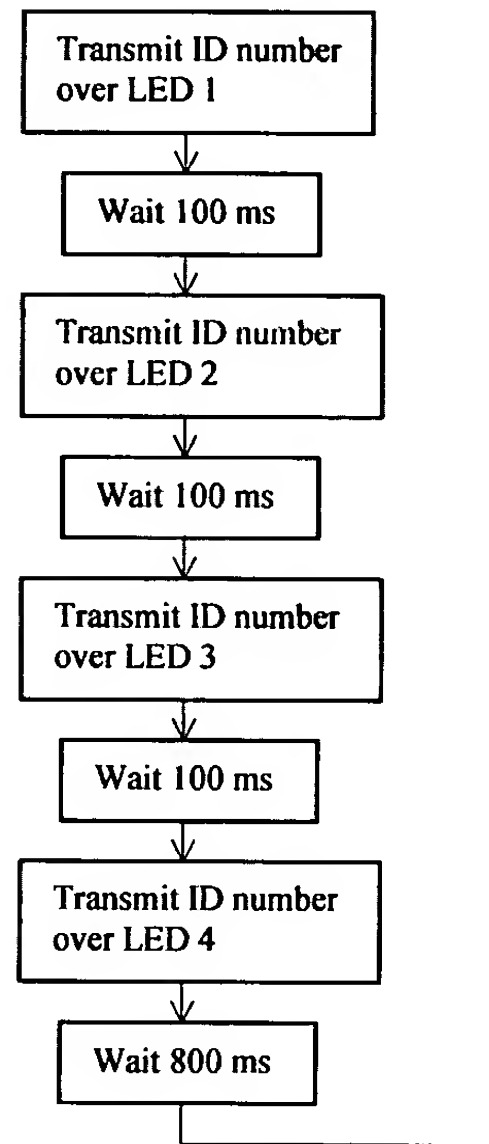 Transmit ID number
over LED 1
Wait 100 ms
Transmit ID number
over LED 2
Wait 100 ms
Transmit ID number
over LED 3
Wait 100 ms
Transmit ID number
over LED 4
Wait 800 ms